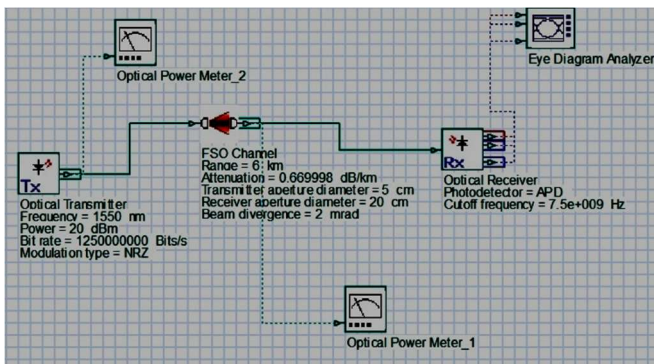 Optical Power Meter_2
Eye Diagram Analyzer
Tx
Optical Transmitter
Frequency = 1550 nm
Power = 20 dBm
Bit rate = 1250000000 Bits/s
Modulation type = NRZ
FSO Channel
Range = 6 km
Attenuation = 0.669998 dB/km
Transmitter aperture diameter = 5 cm
Receiver aperture diameter = 20 cm
Beam divergence = 2 mrad
Rx
Optical Receiver
Photodetector = APD
Cutoff frequency = 7.5e+009 Hz
Optical Power Meter_1